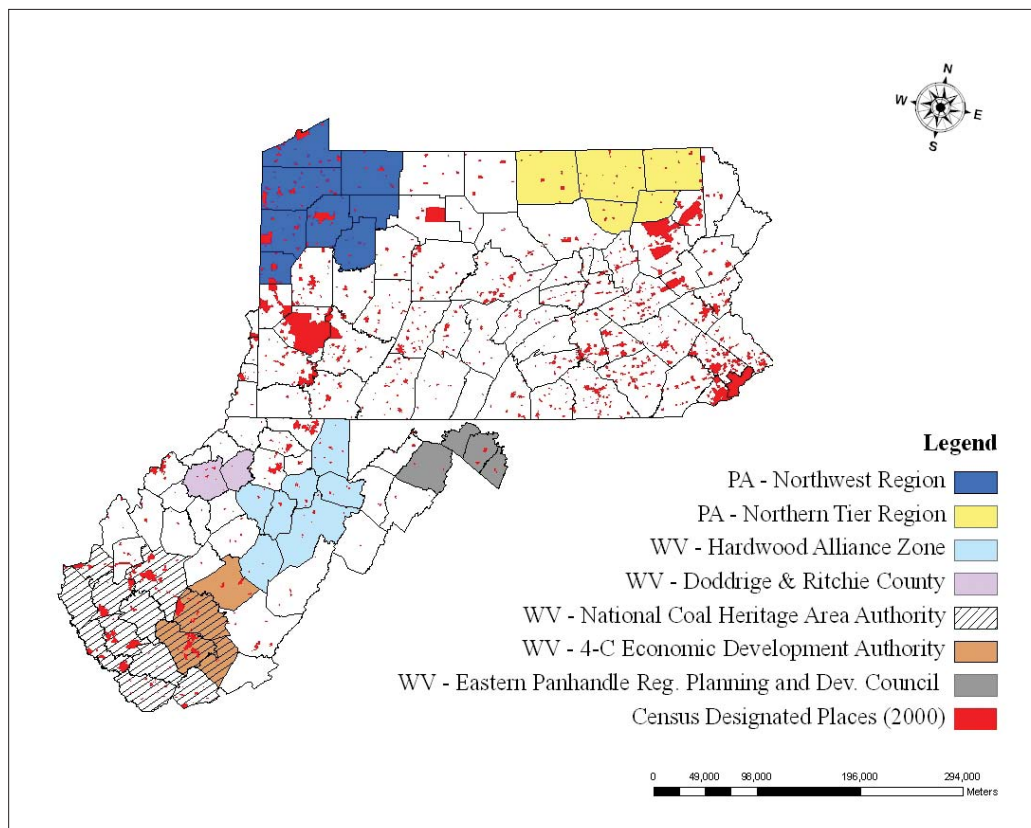 N
W
E
S
Legend
PA - Northwest Region
PA - Northern Tier Region
WV - Hardwood Alliance Zone
WV - Doddrige & Ritchie County
WV - National Coal Heritage Area Authority
WV - 4-C Economic Development Authority
WV - Eastern Panhandle Reg. Planning and Dev. Council
Census Designated Places (2000)
0 49,000 98,000 196,000 294,000
Meters